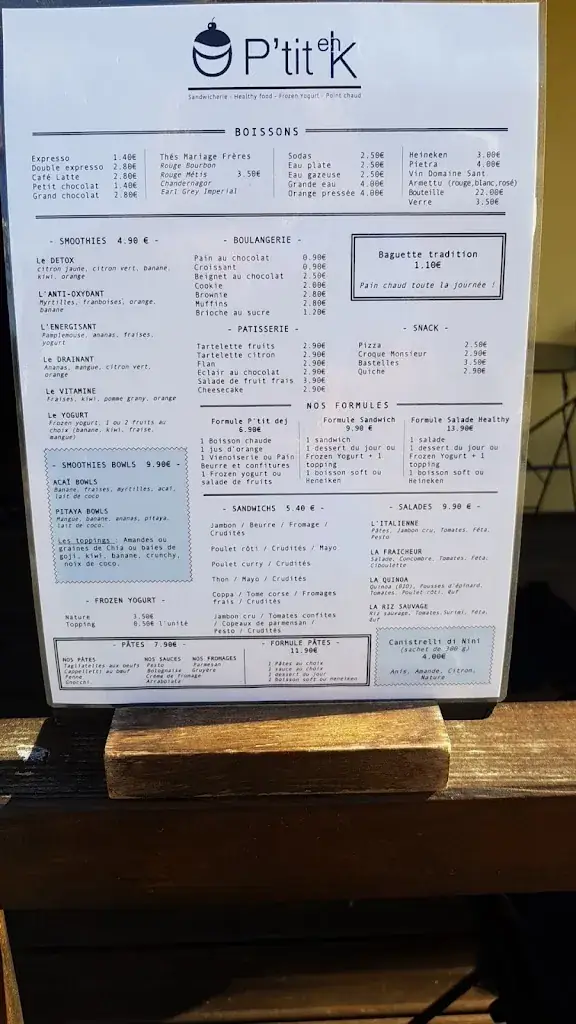 P'tit eh K
Sandwicherie - Healthy food - Frozen Yogurt - Point chaud
BOISSONS
Expresso 1.40€
Double expresso 2.80€
Café Latte 2.80€
Petit chocolat 1.40€
Grand chocolat 2.80€
Thés Mariage Frères
Rouge Bourbon
Rouge Métis 3.50€
Chandernagor
Earl Grey Imperial
Sodas 2.50€
Eau plate 2.50€
Eau gazeuse 2.50€
Grande eau 4.00€
Orange pressée 4.00€
Heineken 3.00€
Pietra 4.00€
Vin Domaine Sant
Armettu (rouge,blanc,rosé)
Bouteille 22.00€
Verre 3.50€
- SMOOTHIES 4.90 € -
Le DETOX
citron jaune, citron vert, banane,
kiwi, orange
L'ANTI-OXYDANT
Myrtilles, framboises, orange,
banane
L'ENERGISANT
Pamplemouse, ananas, fraises,
yogurt
Le DRAINANT
Ananas, mangue, citron vert,
orange
Le VITAMINE
Fraises, kiwi, pomme grany, orange
Le YOGURT
Frozen yogurt, 1 ou 2 fruits au
choix (banane, kiwi, fraise,
mangue)
- BOULANGERIE -
Pain au chocolat 0.90€
Croissant 0.90€
Beignet au chocolat 2.50€
Cookie 2.00€
Brownie 2.80€
Muffins 2.80€
Brioche au sucre 1.20€
Baguette tradition
1.10€
Pain chaud toute la journée !
- PATISSERIE -
Tartelette fruits 2.90€
Tartelette citron 2.90€
Flan 2.90€
Eclair au chocolat 2.90€
Salade de fruit frais 3.90€
Cheesecake 2.90€
- SNACK -
Pizza 2.50€
Croque Monsieur 2.90€
Bastelles 3.50€
Quiche 2.90€
NOS FORMULES
Formule P'tit dej
6.90€
1 Boisson chaude
1 jus d'orange
1 Vienoiserie ou Pain
Beurre et confitures
1 Frozen yogurt ou
salade de fruits
Formule Sandwich
9.90 €
1 sandwich
1 dessert du jour ou
Frozen Yogurt + 1
topping
1 boisson soft ou
Heneiken
Formule Salade Healthy
13.90€
1 salade
1 dessert du jour ou
Frozen Yogurt + 1
topping
1 boisson soft ou
Heineken
- SMOOTHIES BOWLS 9.90€ -
ACAÏ BOWLS
Banane, fraises, myrtilles, acaï,
lait de coco
PITAYA BOWLS
Mangue, banane, ananas, pitaya,
lait de coco.
Les toppings : Amandes ou
graines de Chia ou baies de
goji, kiwi, banane, crunchy,
noix de coco.
- FROZEN YOGURT -
Nature 3.50€
Topping 0.50€ l'unité
- SANDWICHS 5.40 € -
Jambon / Beurre / Fromage /
Crudités
Poulet rôti / Crudités / Mayo
Poulet curry / Crudités
Thon / Mayo / Crudités
Coppa / Tome corse / Fromages
frais / Crudités
Jambon cru / Tomates confites
/ Copeaux de parmensan /
Pesto / Crudités
- SALADES 9.90 € -
L'ITALIENNE
Pâtes, Jambon cru, Tomates, Féta,
Pesto
LA FRAICHEUR
Salade, Concombre, Tomates, Féta,
Ciboulette
LA QUINOA
Quinoa (BIO), Pousses d'épinard,
Tomates, Poulet rôti, Œuf
LA RIZ SAUVAGE
Riz sauvage, Tomates, Surimi, Féta,
Œuf
- PÂTES 7.90€ -
NOS PÂTES
Tagliatelles aux oeufs
Cappelletti au bœuf
Penne
Gnocchi
NOS SAUCES
Pesto
Bolognaise
Crème de fromage
Arrabiata
NOS FROMAGES
Parmesan
Gruyère
- FORMULE PÂTES -
11.90€
1 Pâtes au choix
1 sauce au choix
1 dessert du jour
1 boisson soft ou Heneiken
Canistrelli di Nini
(sachet de 300 g)
4.00€
Anis, Amande, Citron,
Nature